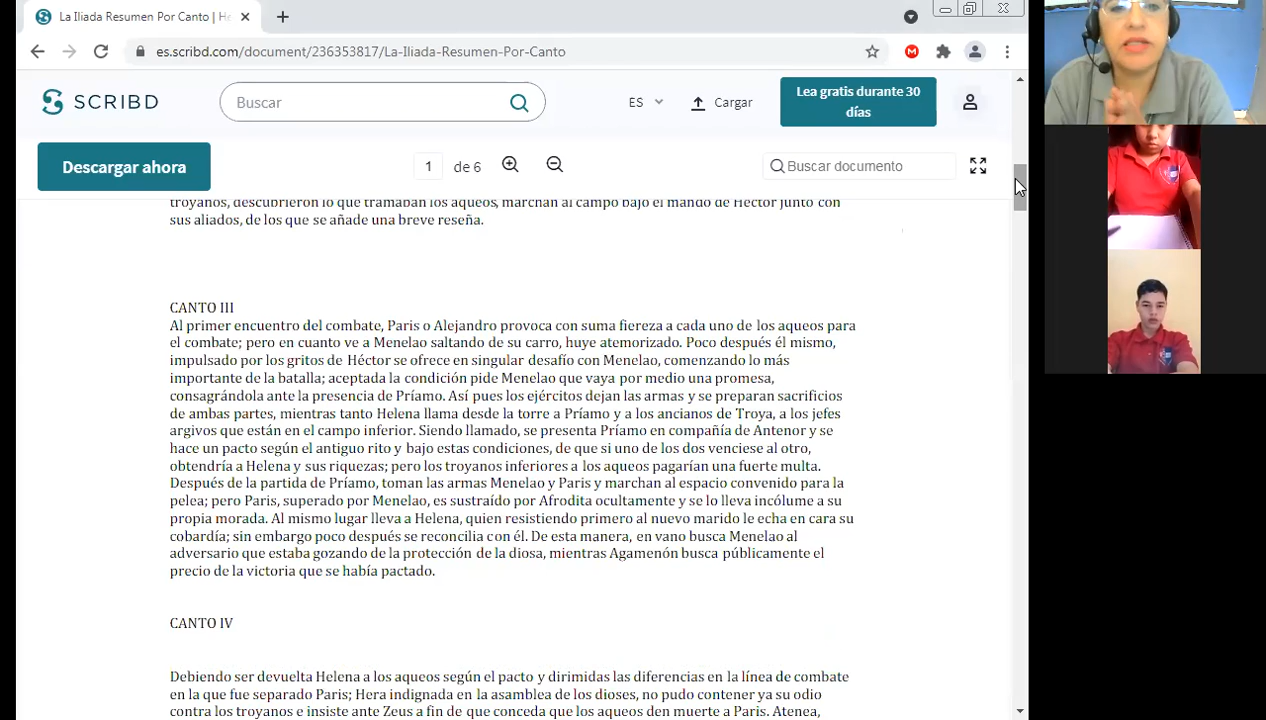 La Iliada Resumen Por Canto | He
es.scribd.com/document/236353817/La-Iliada-Resumen-Por-Canto
M
SCRIBD
Buscar
ES
Cargar
Lea gratis durante 30
días
Descargar ahora
1 de 6
Buscar documento
troyanos, descubrieron lo que tramaban los aqueos, marchan al campo bajo el mando de Héctor junto con
sus aliados, de los que se añade una breve reseña.
CANTO III
Al primer encuentro del combate, Paris o Alejandro provoca con suma fiereza a cada uno de los aqueos para
el combate; pero en cuanto ve a Menelao saltando de su carro, huye atemorizado. Poco después él mismo,
impulsado por los gritos de Héctor se ofrece en singular desafío con Menelao, comenzando lo más
importante de la batalla; aceptada la condición pide Menelao que vaya por medio una promesa,
consagrándola ante la presencia de Príamo. Así pues los ejércitos dejan las armas y se preparan sacrificios
de ambas partes, mientras tanto Helena llama desde la torre a Príamo y a los ancianos de Troya, a los jefes
argivos que están en el campo inferior. Siendo llamado, se presenta Príamo en compañía de Antenor y se
hace un pacto según el antiguo rito y bajo estas condiciones, de que si uno de los dos venciese al otro,
obtendría a Helena y sus riquezas; pero los troyanos inferiores a los aqueos pagarían una fuerte multa.
Después de la partida de Príamo, toman las armas Menelao y Paris y marchan al espacio convenido para la
pelea; pero Paris, superado por Menelao, es sustraído por Afrodita ocultamente y se lo lleva incólume a su
propia morada. Al mismo lugar lleva a Helena, quien resistiendo primero al nuevo marido le echa en cara su
cobardía; sin embargo poco después se reconcilia con él. De esta manera, en vano busca Menelao al
adversario que estaba gozando de la protección de la diosa, mientras Agamenón busca públicamente el
precio de la victoria que se había pactado.
CANTO IV
Debiendo ser devuelta Helena a los aqueos según el pacto y dirimidas las diferencias en la línea de combate
en la que fue separado Paris; Hera indignada en la asamblea de los dioses, no pudo contener ya su odio
contra los troyanos e insiste ante Zeus a fin de que conceda que los aqueos den muerte a Paris. Atenea,